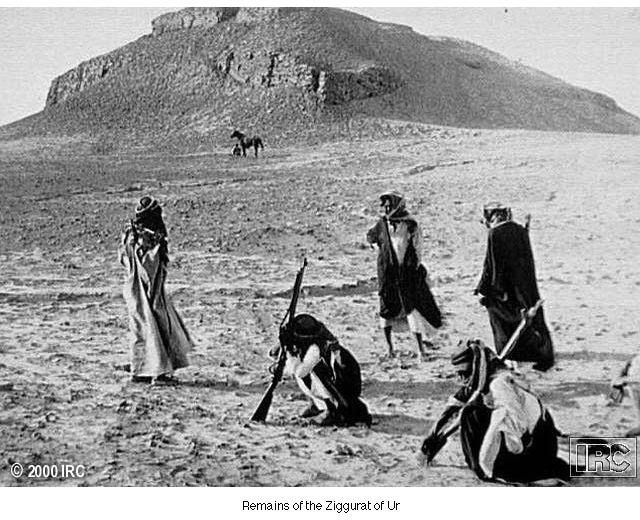 IRC
© 2000 IRC
Remains of the Ziggurat of Ur